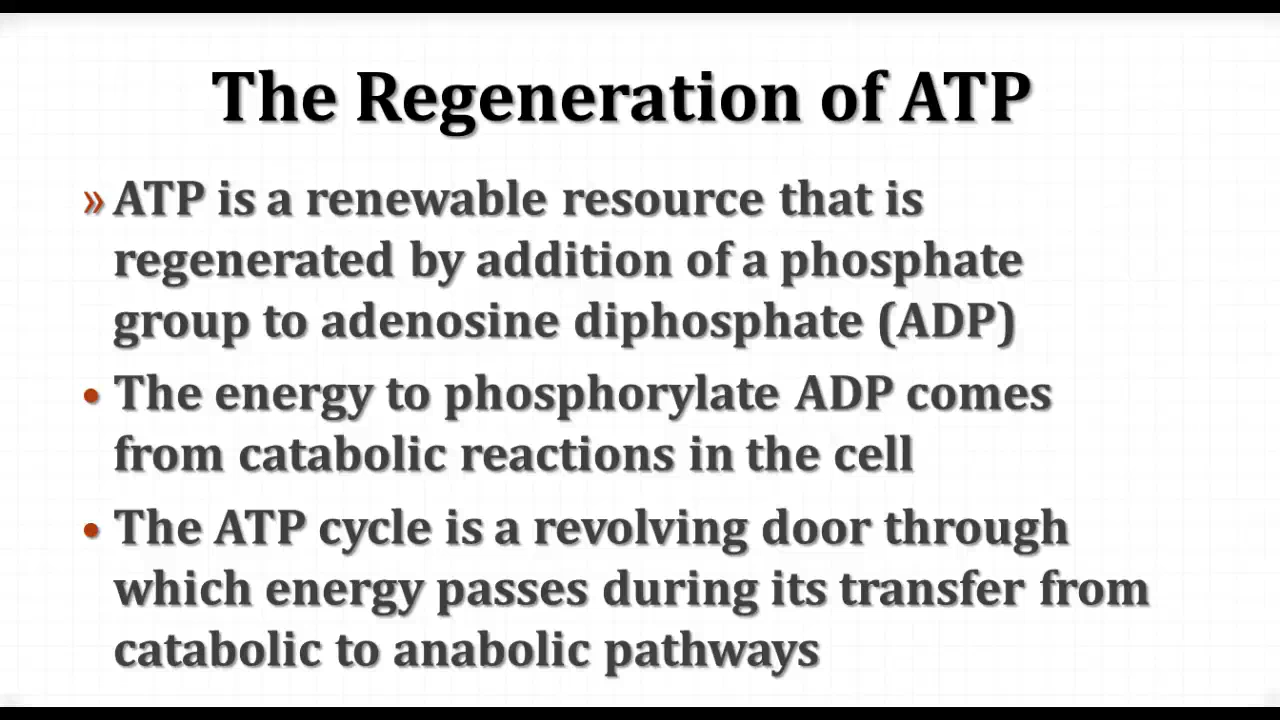 The Regeneration of ATP
» ATP is a renewable resource that is
regenerated by addition of a phosphate
group to adenosine diphosphate (ADP)
• The energy to phosphorylate ADP comes
from catabolic reactions in the cell
• The ATP cycle is a revolving door through
which energy passes during its transfer from
catabolic to anabolic pathways